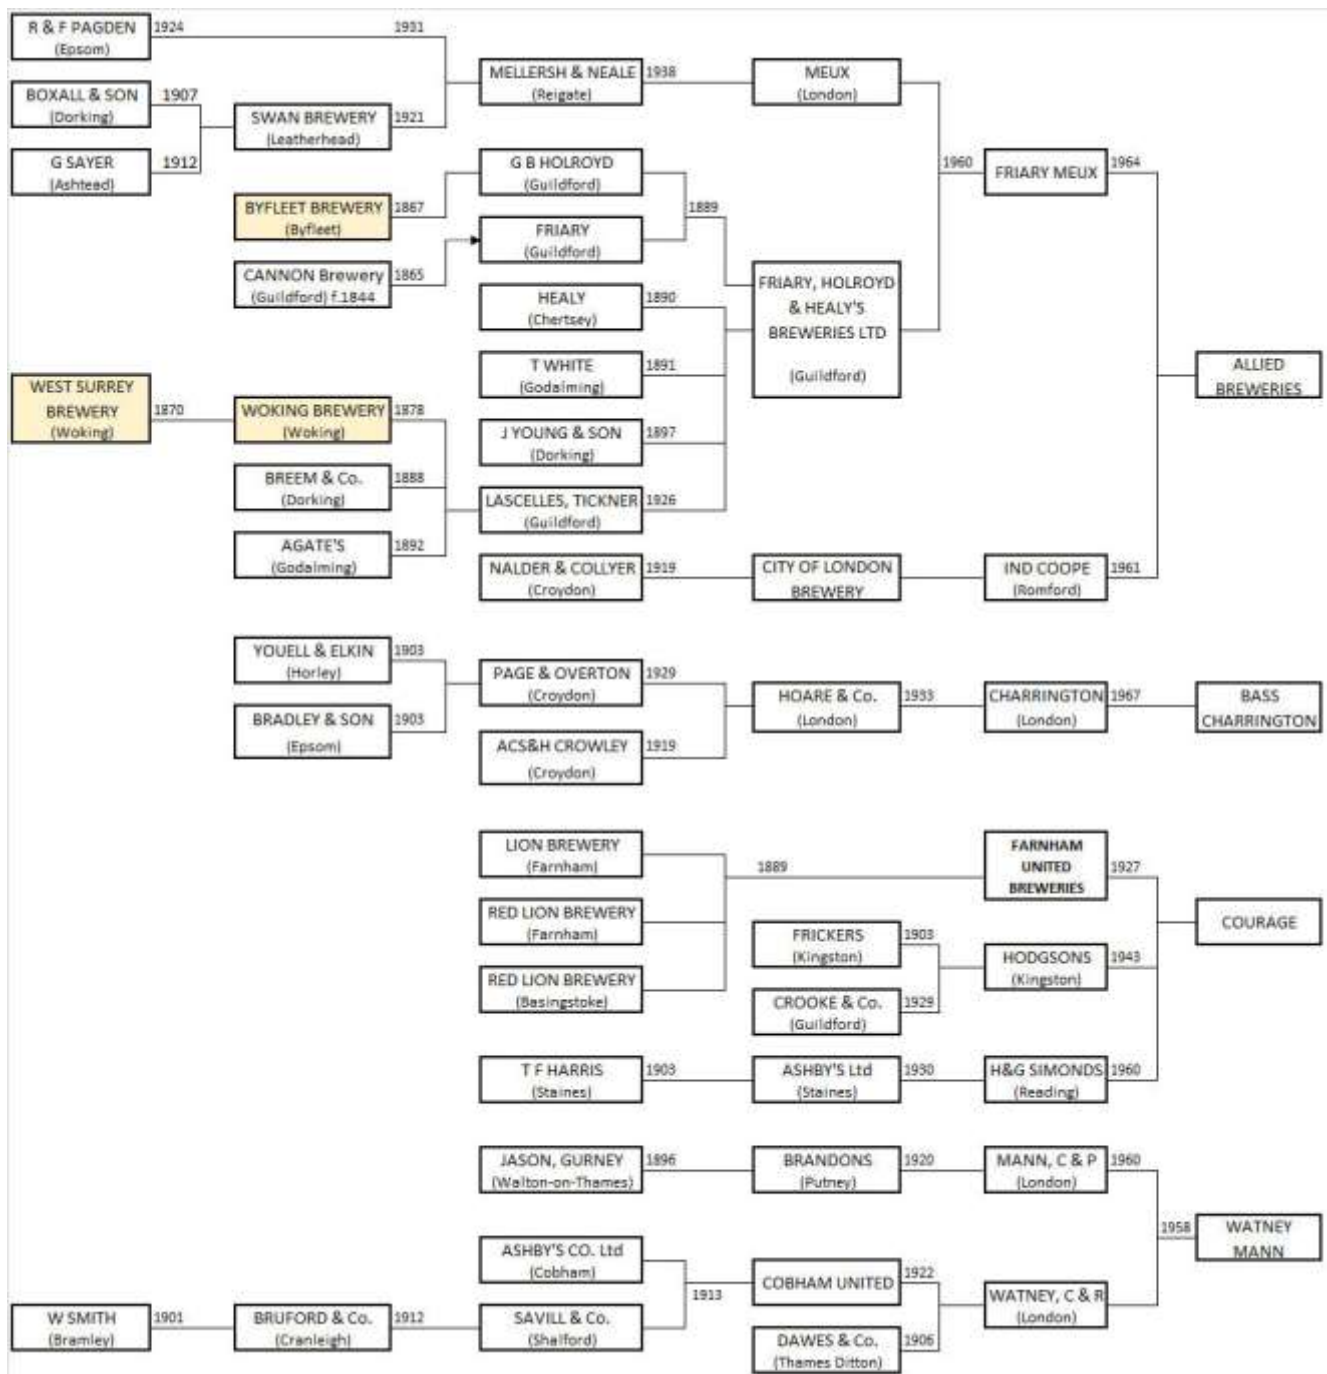 R & F PAGDEN
(Epsom)
1924
1931
BOXALL & SON
(Dorking)
1907
G SAYER
(Ashtead)
1912
SWAN BREWERY
(Leatherhead)
1921
MELLERSH & NEALE
(Reigate)
1938
MEUX
(London)
BYFLEET BREWERY
(Byfleet)
1867
G B HOLROYD
(Guildford)
CANNON Brewery
(Guildford) f.1844
1865
FRIARY
(Guildford)
1889
HEALY
(Chertsey)
1890
T WHITE
(Godalming)
1891
J YOUNG & SON
(Dorking)
1897
WEST SURREY
BREWERY
(Woking)
1870
WOKING BREWERY
(Woking)
1878
BREEM & Co.
(Dorking)
1888
AGATE'S
(Godalming)
1892
LASCELLES, TICKNER
(Guildford)
1926
FRIARY, HOLROYD
& HEALY'S
BREWERIES LTD
(Guildford)
1960
FRIARY MEUX
1964
NALDER & COLLYER
(Croydon)
1919
CITY OF LONDON
BREWERY
IND COOPE
(Romford)
1961
ALLIED
BREWERIES
YOUELL & ELKIN
(Horley)
1903
BRADLEY & SON
(Epsom)
1903
PAGE & OVERTON
(Croydon)
1929
ACS&H CROWLEY
(Croydon)
1919
HOARE & Co.
(London)
1933
CHARRINGTON
(London)
1967
BASS
CHARRINGTON
LION BREWERY
(Farnham)
RED LION BREWERY
(Farnham)
RED LION BREWERY
(Basingstoke)
1889
FARNHAM
UNITED
BREWERIES
1927
FRICKERS
(Kingston)
1903
CROOKE & Co.
(Guildford)
1929
HODGSONS
(Kingston)
1943
T F HARRIS
(Staines)
1903
ASHBY'S Ltd
(Staines)
1930
H&G SIMONDS
(Reading)
1960
COURAGE
JASON, GURNEY
(Walton-on-Thames)
1896
BRANDONS
(Putney)
1920
MANN, C & P
(London)
1960
W SMITH
(Bramley)
1901
BRUFORD & Co.
(Cranleigh)
1912
ASHBY'S CO. Ltd
(Cobham)
SAVILL & Co.
(Shalford)
1913
COBHAM UNITED
1922
DAWES & Co.
(Thames Ditton)
1906
WATNEY, C & R
(London)
1958
WATNEY
MANN